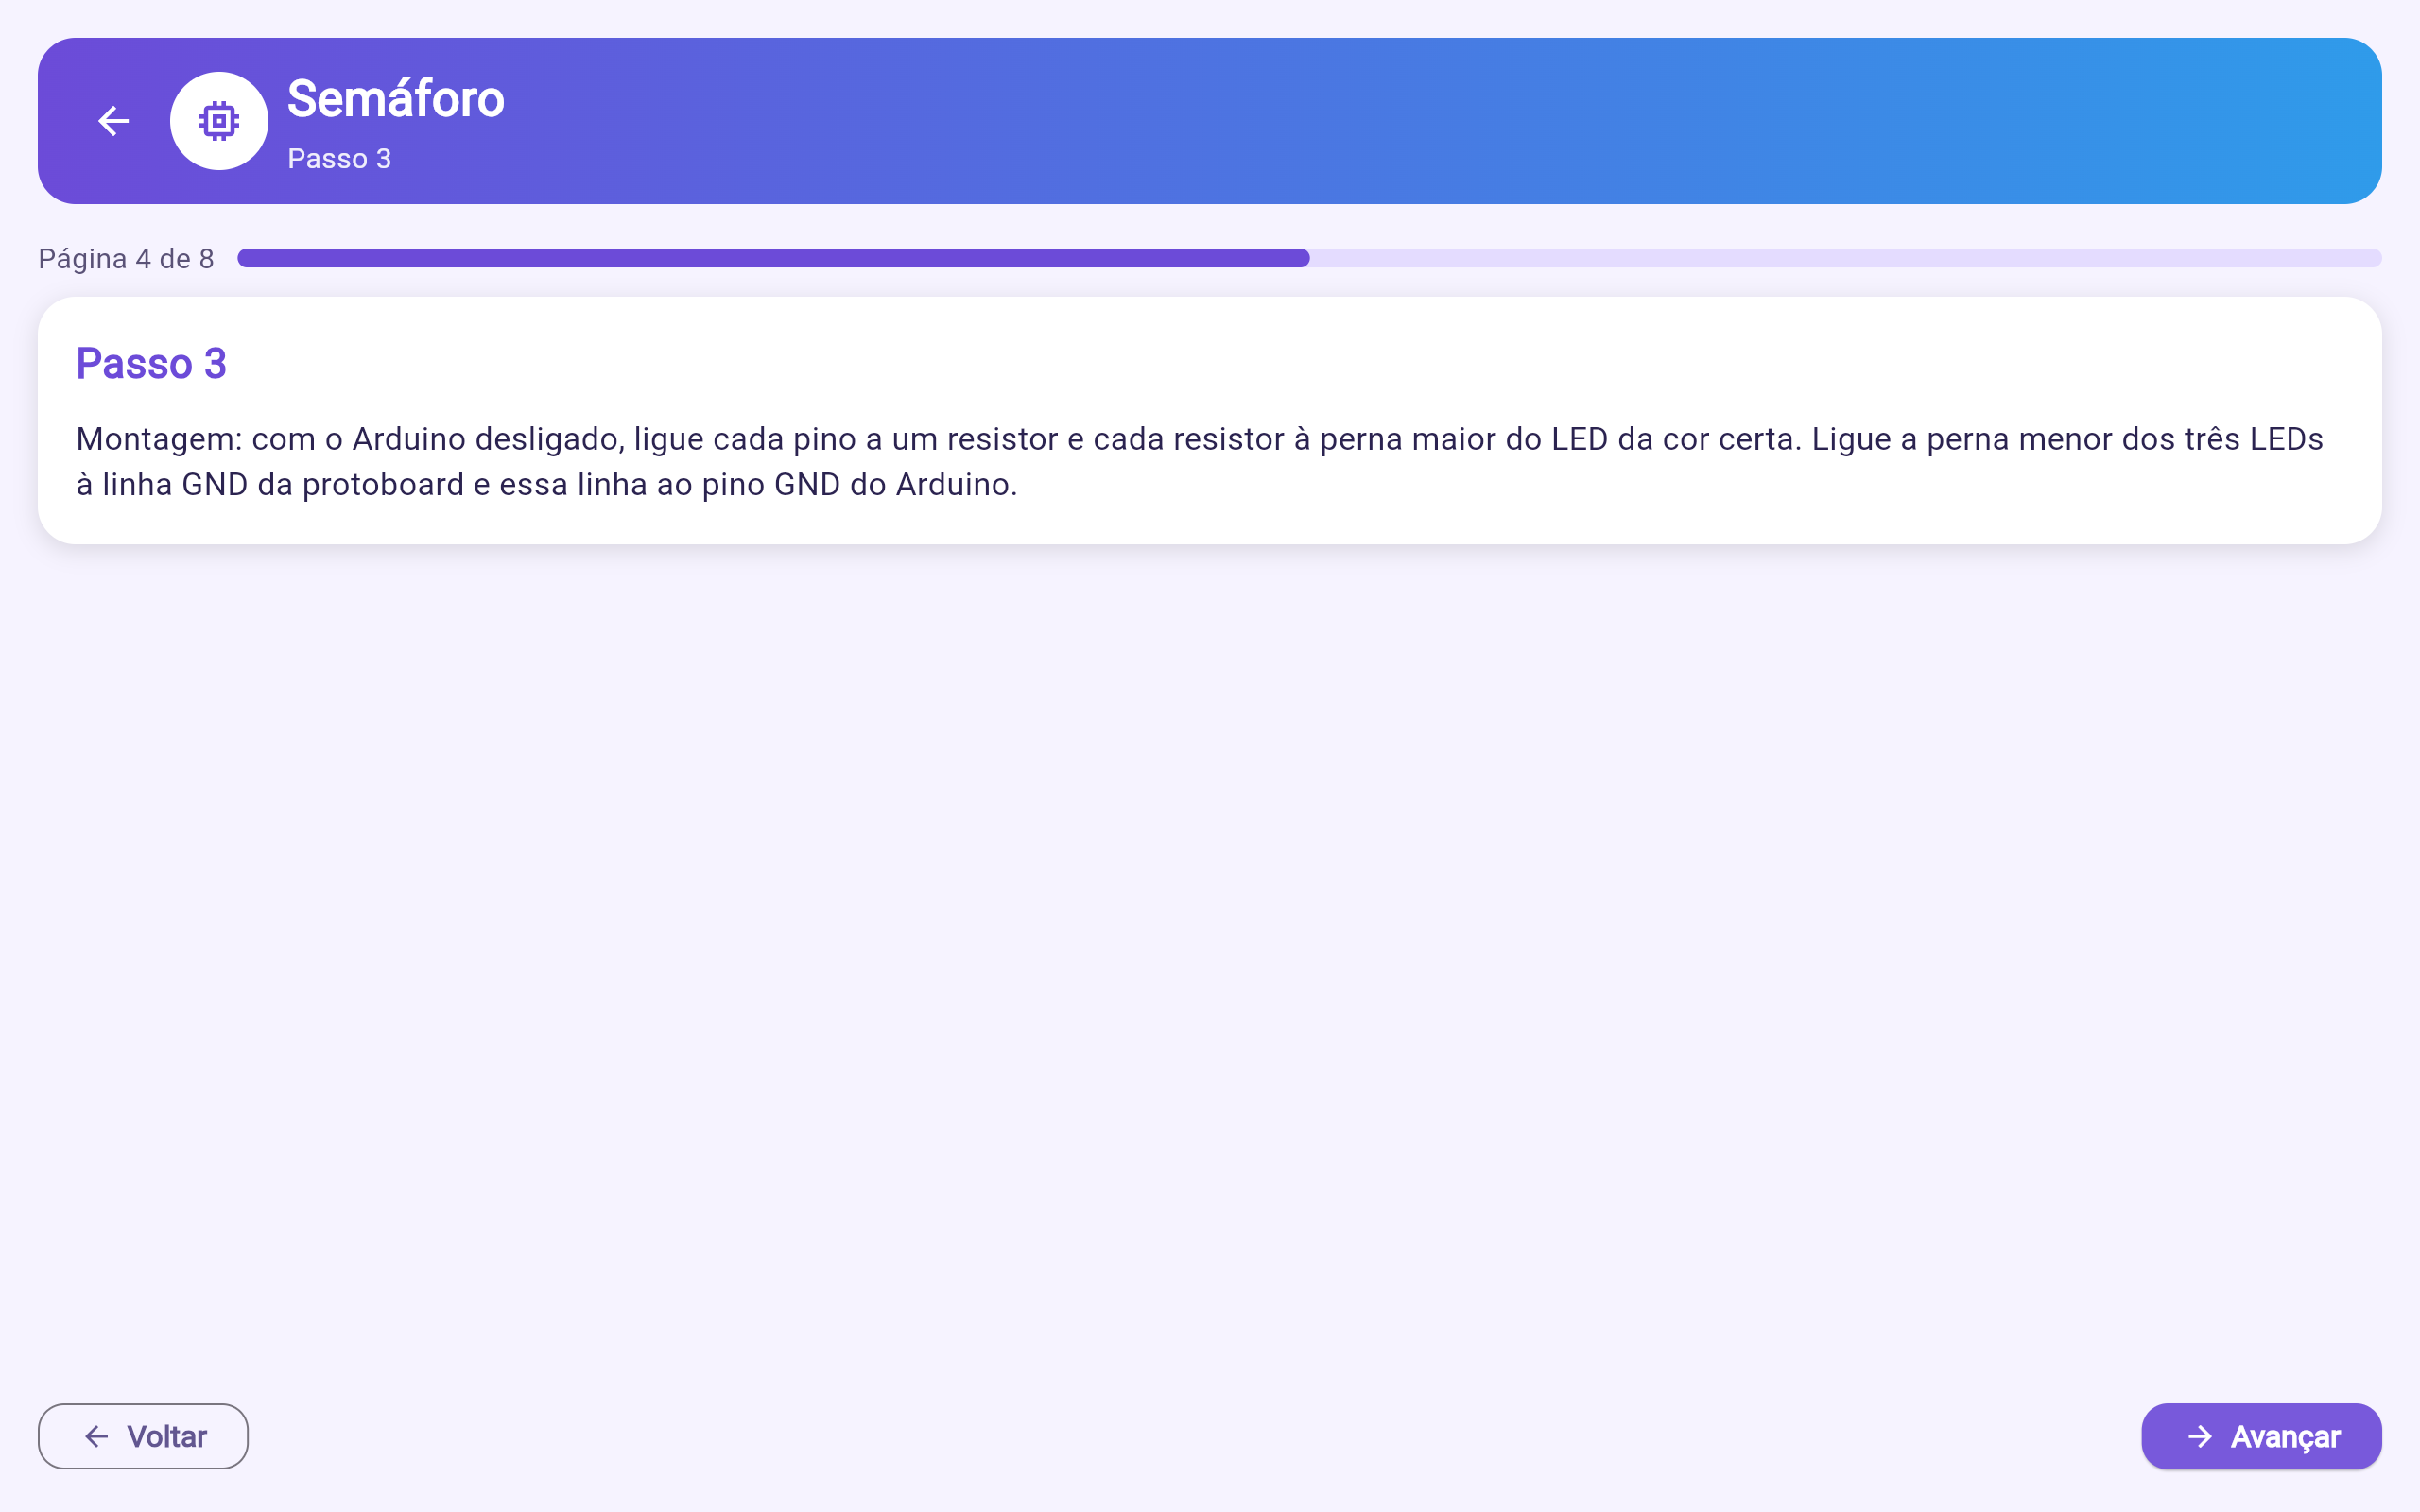 Semáforo
Passo 3
Página 4 de 8
Passo 3
Montagem: com o Arduino desligado, ligue cada pino a um resistor e cada resistor à perna maior do LED da cor certa. Ligue a perna menor dos três LEDs
à linha GND da protoboard e essa linha ao pino GND do Arduino.
Voltar
Avançar